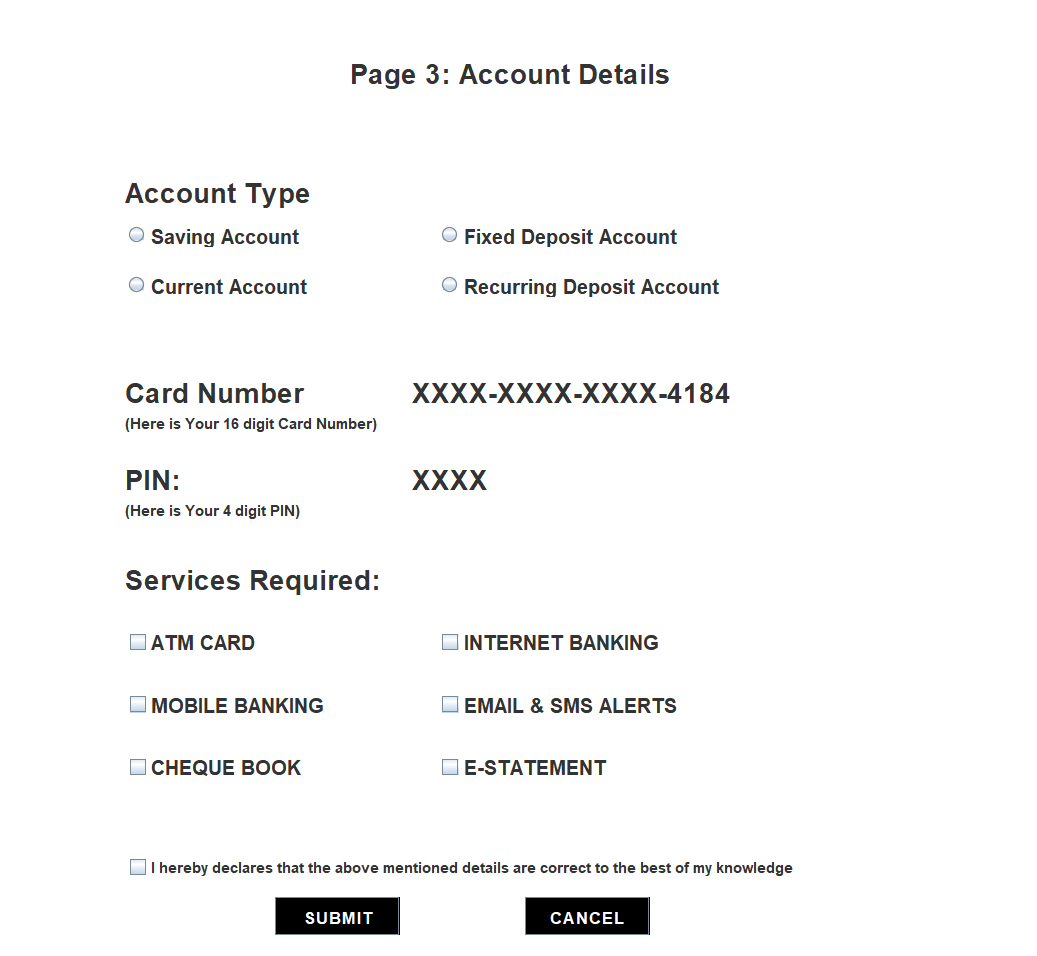 Page 3: Account Details
Account Type
Saving Account Fixed Deposit Account
Current Account Recurring Deposit Account
Card Number XXXX-XXXX-XXXX-4184
(Here is Your 16 digit Card Number)
PIN: XXXX
(Here is Your 4 digit PIN)
Services Required:
ATM CARD INTERNET BANKING
MOBILE BANKING EMAIL & SMS ALERTS
CHEQUE BOOK E-STATEMENT
I hereby declares that the above mentioned details are correct to the best of my knowledge
SUBMIT CANCEL